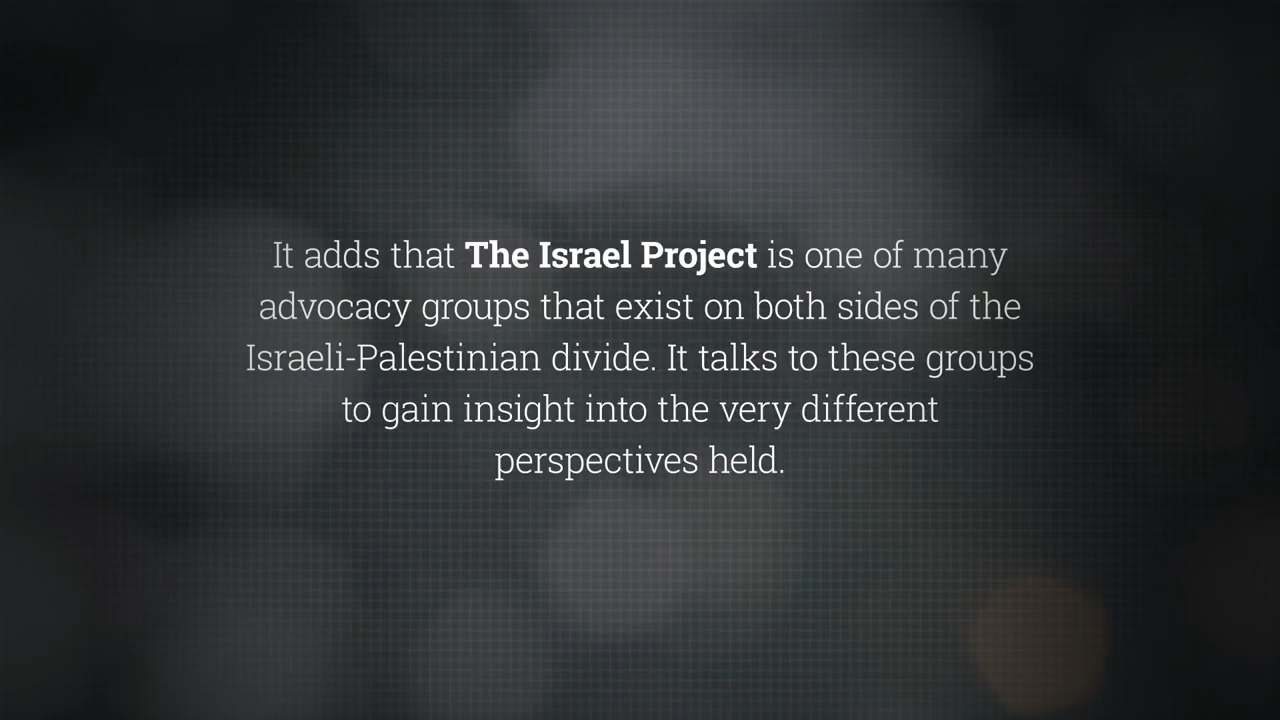 It adds that The Israel Project is one of many
advocacy groups that exist on both sides of the
Israeli-Palestinian divide. It talks to these groups
to gain insight into the very different
perspectives held.